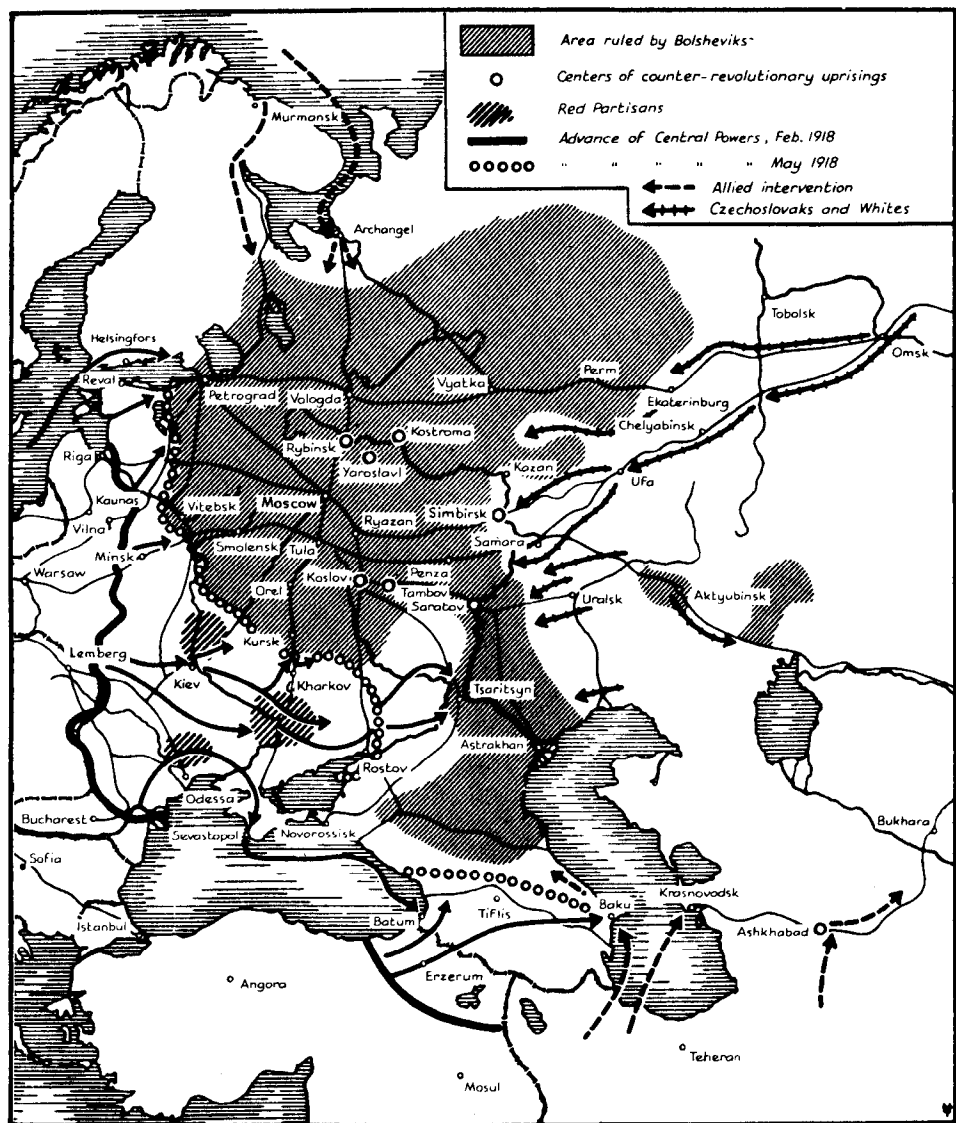 Area ruled by Bolsheviks
Centers of counter-revolutionary uprisings
Red Partisans
Advance of Central Powers, Feb. 1918
" " " " " May 1918
Allied intervention
Czechoslovaks and Whites
Murmansk
Archangel
Tobolsk
Omsk
Helsingfors
Reval
Petrograd
Vologda
Vyatka
Perm
Ekaterinburg
Chelyabinsk
Rybinsk
Kostroma
Yaroslavl
Kazan
Ufa
Riga
Kaunas
Vilna
Vitebsk
Moscow
Ryazan
Simbirsk
Samara
Minsk
Smolensk
Tula
Warsaw
Orel
Koslov
Penza
Tambov
Saratov
Uralsk
Aktyubinsk
Kursk
Lemberg
Kiev
Kharkov
Tsaritsyn
Astrakhan
Rostov
Odessa
Bucharest
Sevastopol
Novorossisk
Bukhara
Sofia
Istanbul
Batum
Tiflis
Baku
Krasnovodsk
Ashkhabad
Angora
Erzerum
Teheran
Mosul